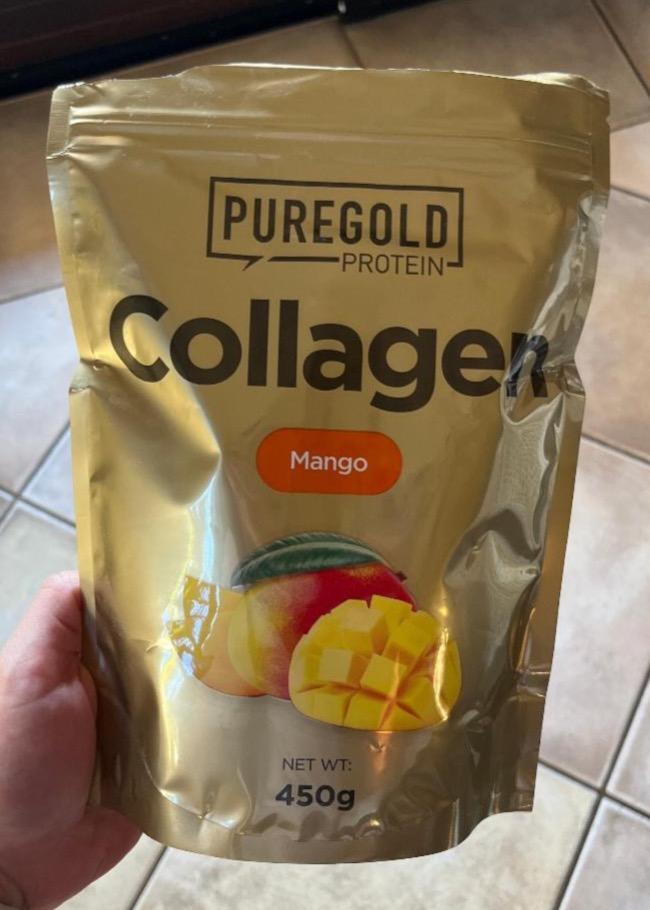 PUREGOLD
PROTEIN
Collagen
Mango
NET WT:
450g